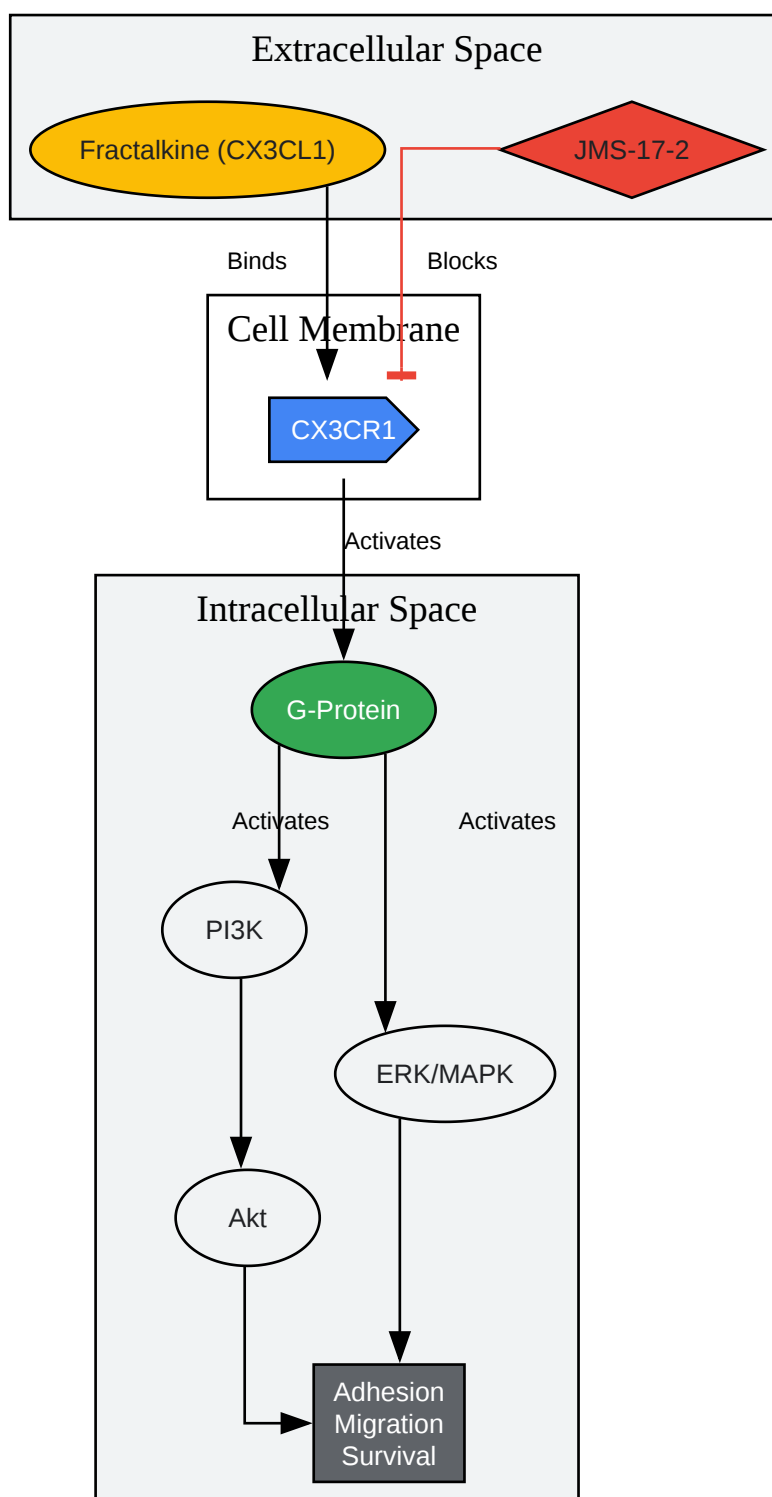 Extracellular Space
Fractalkine (CX3CL1)
JMS-17-2
Binds
Blocks
Cell Membrane
CX3CR1
Activates
Intracellular Space
G-Protein
Activates
Activates
PI3K
ERK/MAPK
Akt
Adhesion
Migration
Survival